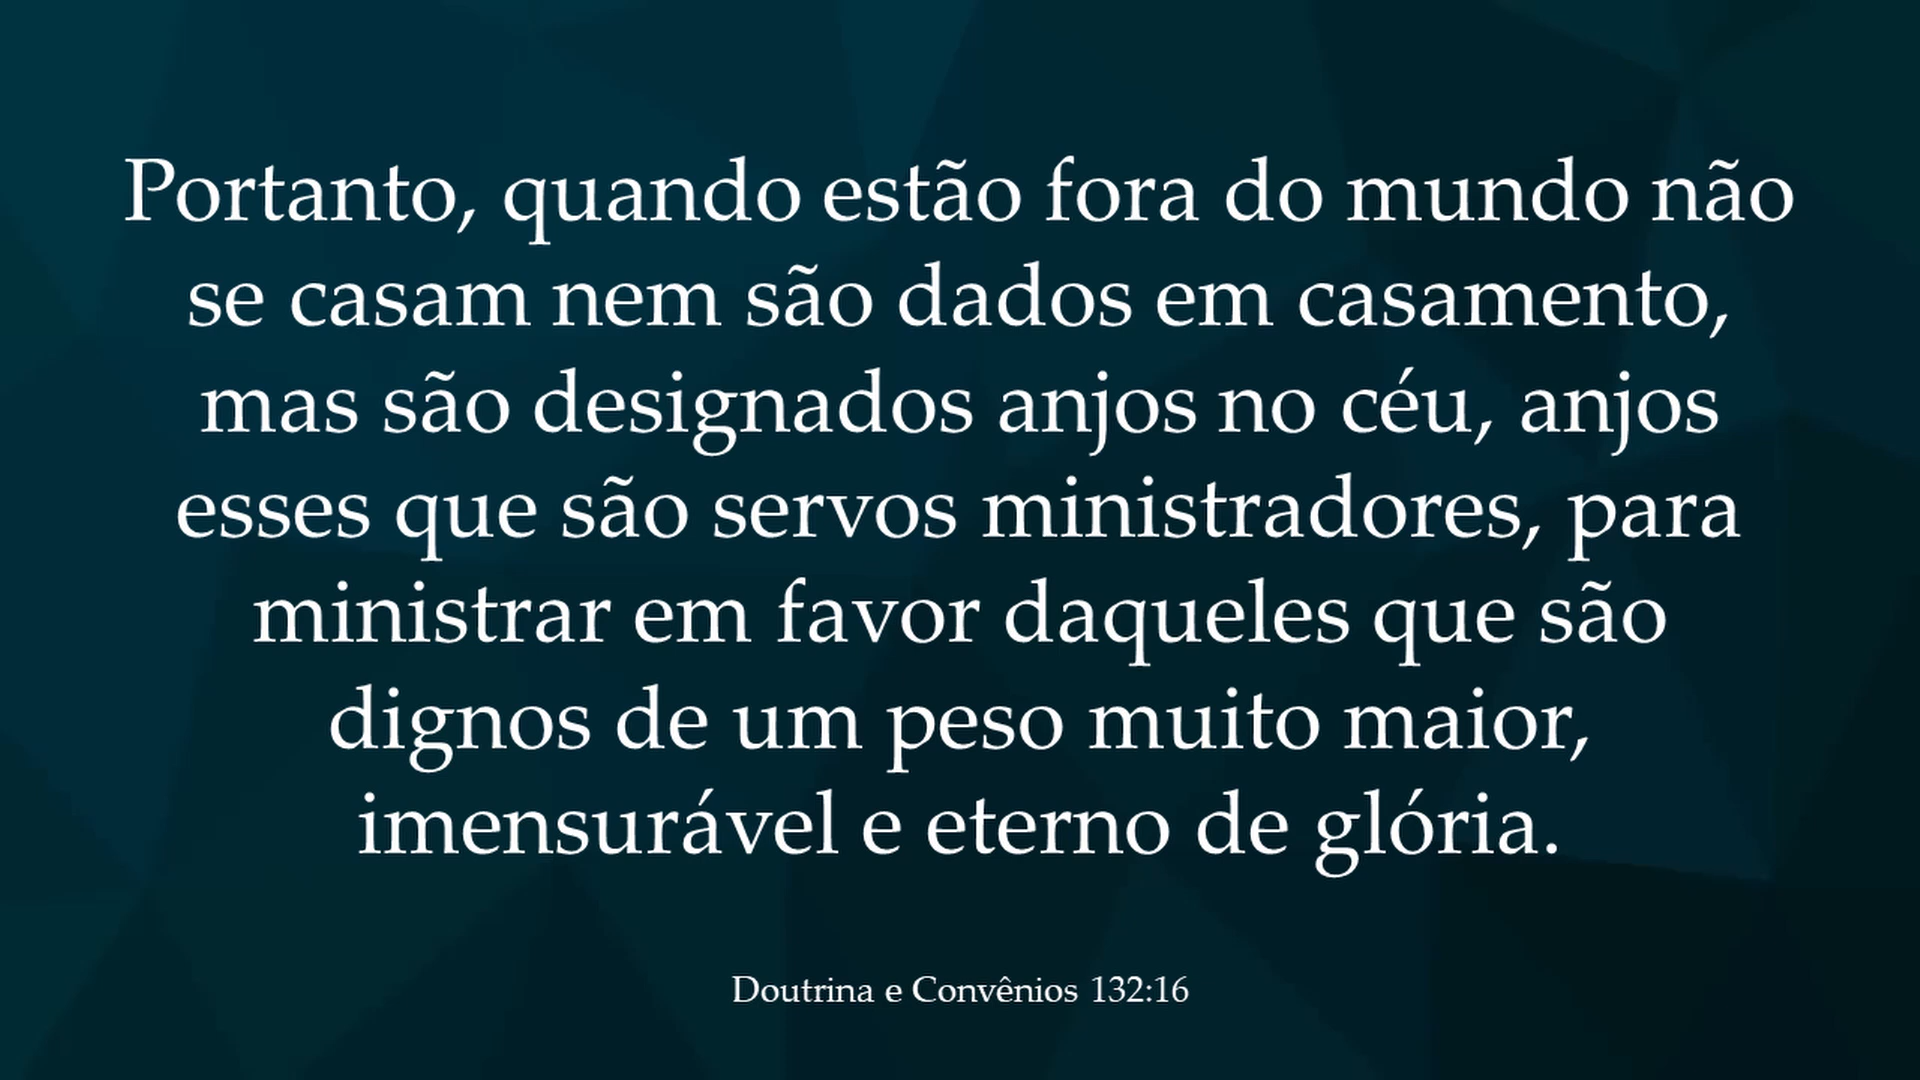 Portanto, quando estão fora do mundo não
se casam nem são dados em casamento,
mas são designados anjos no céu, anjos
esses que são servos ministradores, para
ministrar em favor daqueles que são
dignos de um peso muito maior,
imensurável e eterno de glória.
Doutrina e Convênios 132:16